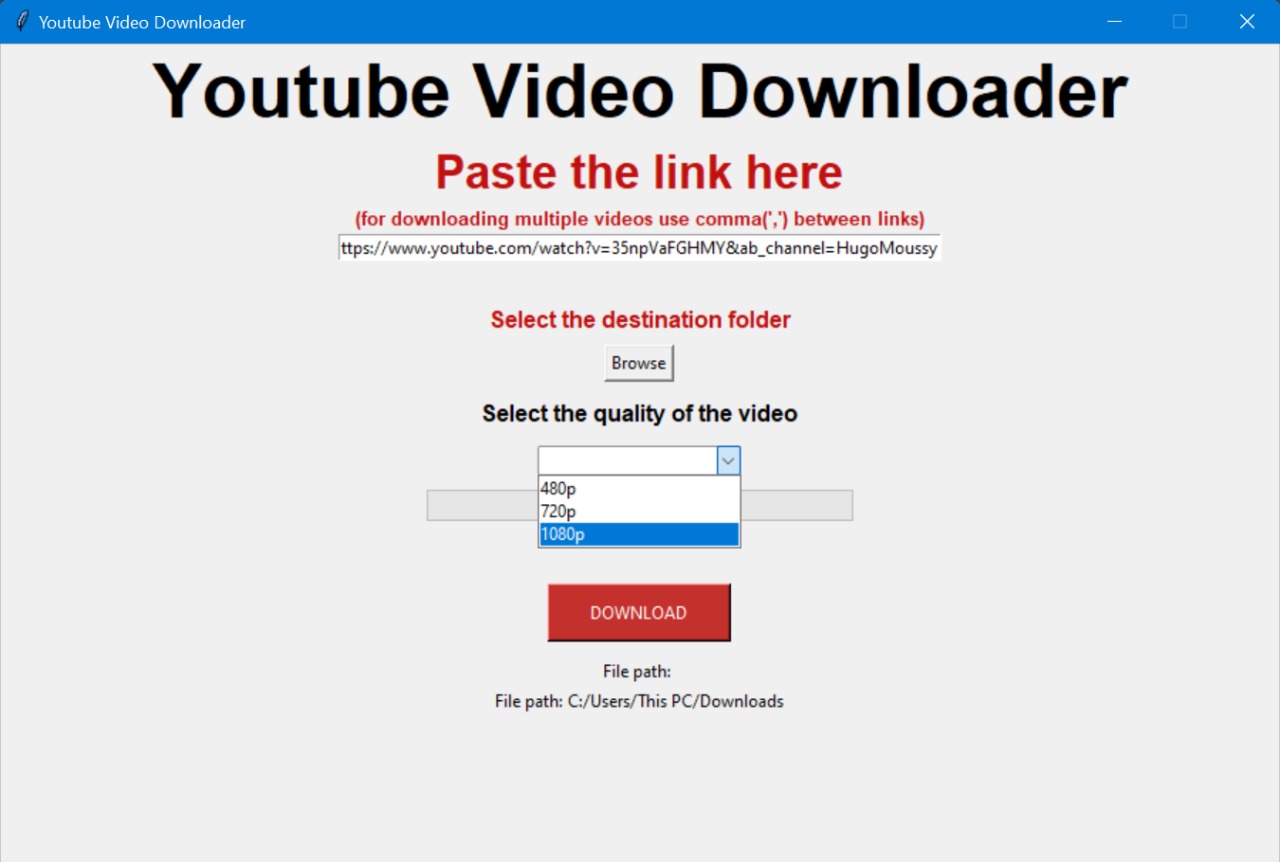 Youtube Video Downloader
Youtube Video Downloader
Paste the link here
(for downloading multiple videos use comma(',') between links)
ttps://www.youtube.com/watch?v=35npVaFGHMY&ab_channel=HugoMoussy
Select the destination folder
Browse
Select the quality of the video
480p
720p
1080p
DOWNLOAD
File path:
File path: C:/Users/This PC/Downloads